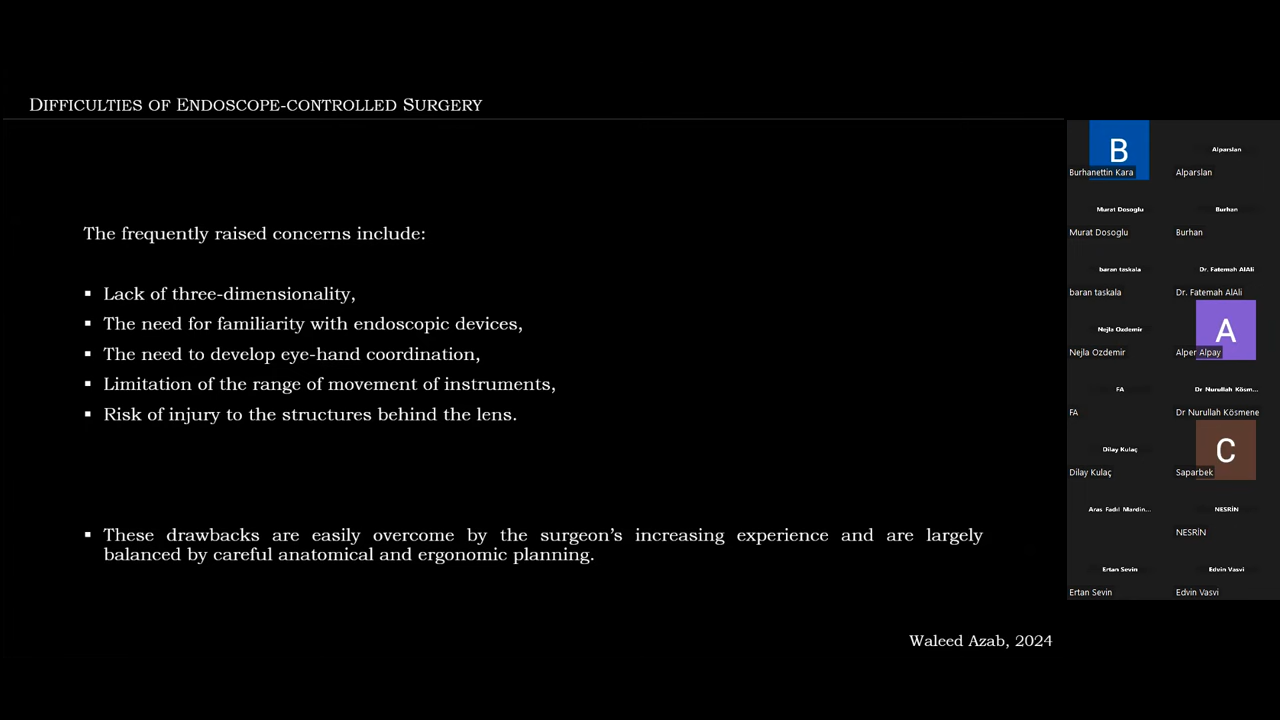 DIFFICULTIES OF ENDOSCOPE-CONTROLLED SURGERY
The frequently raised concerns include:
▪ Lack of three-dimensionality,
▪ The need for familiarity with endoscopic devices,
▪ The need to develop eye-hand coordination,
▪ Limitation of the range of movement of instruments,
▪ Risk of injury to the structures behind the lens.
▪ These drawbacks are easily overcome by the surgeon's increasing experience and are largely
balanced by careful anatomical and ergonomic planning.
Waleed Azab, 2024
B
Burhanettin Kara
Alparslan
Alparslan
Murat Dosoglu
Murat Dosoglu
Burhan
Burhan
baran taskala
baran taskala
Dr. Fatemah AlAli
Dr. Fatemah AlAli
Nejla Ozdemir
Nejla Ozdemir
A
Alper Alpay
FA
FA
Dr Nurullah Kösm...
Dr Nurullah Kösmene
Dilay Kulaç
Dilay Kulaç
C
Saparbek
Aras Fadıl Mardin...
NESRİN
NESRİN
Ertan Sevin
Ertan Sevin
Edvin Vasvi
Edvin Vasvi